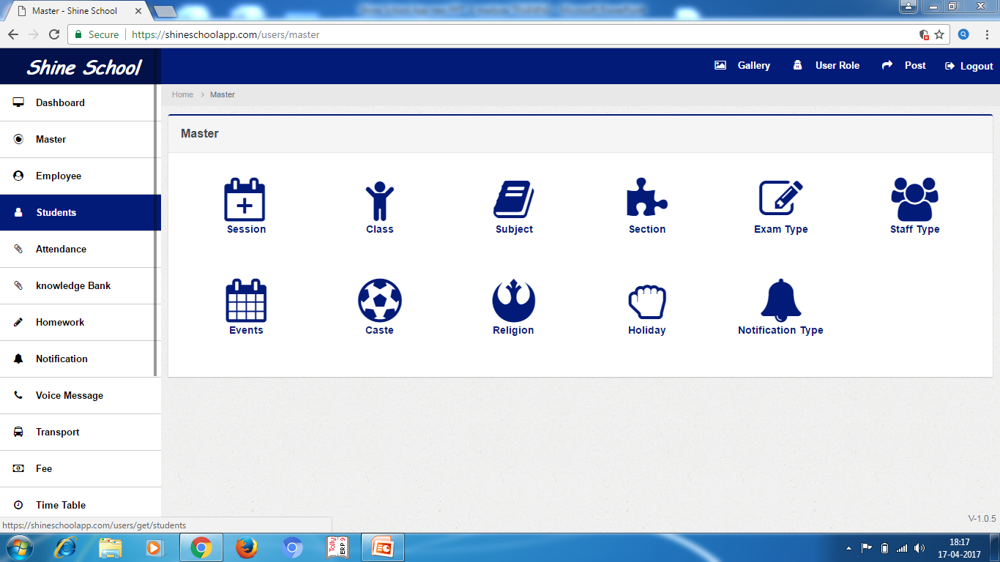 Master - Shine School
Secure https://shineschoolapp.com/users/master
Shine School
Gallery User Role Post Logout
Home > Master
Dashboard
Master
Employee
Students
Attendance
knowledge Bank
Homework
Notification
Voice Message
Transport
Fee
Time Table
Master
Session Class Subject Section Exam Type Staff Type
Events Caste Religion Holiday Notification Type
V-1.0.5
https://shineschoolapp.com/users/get/students
Tally ERP 9
18:17
17-04-2017